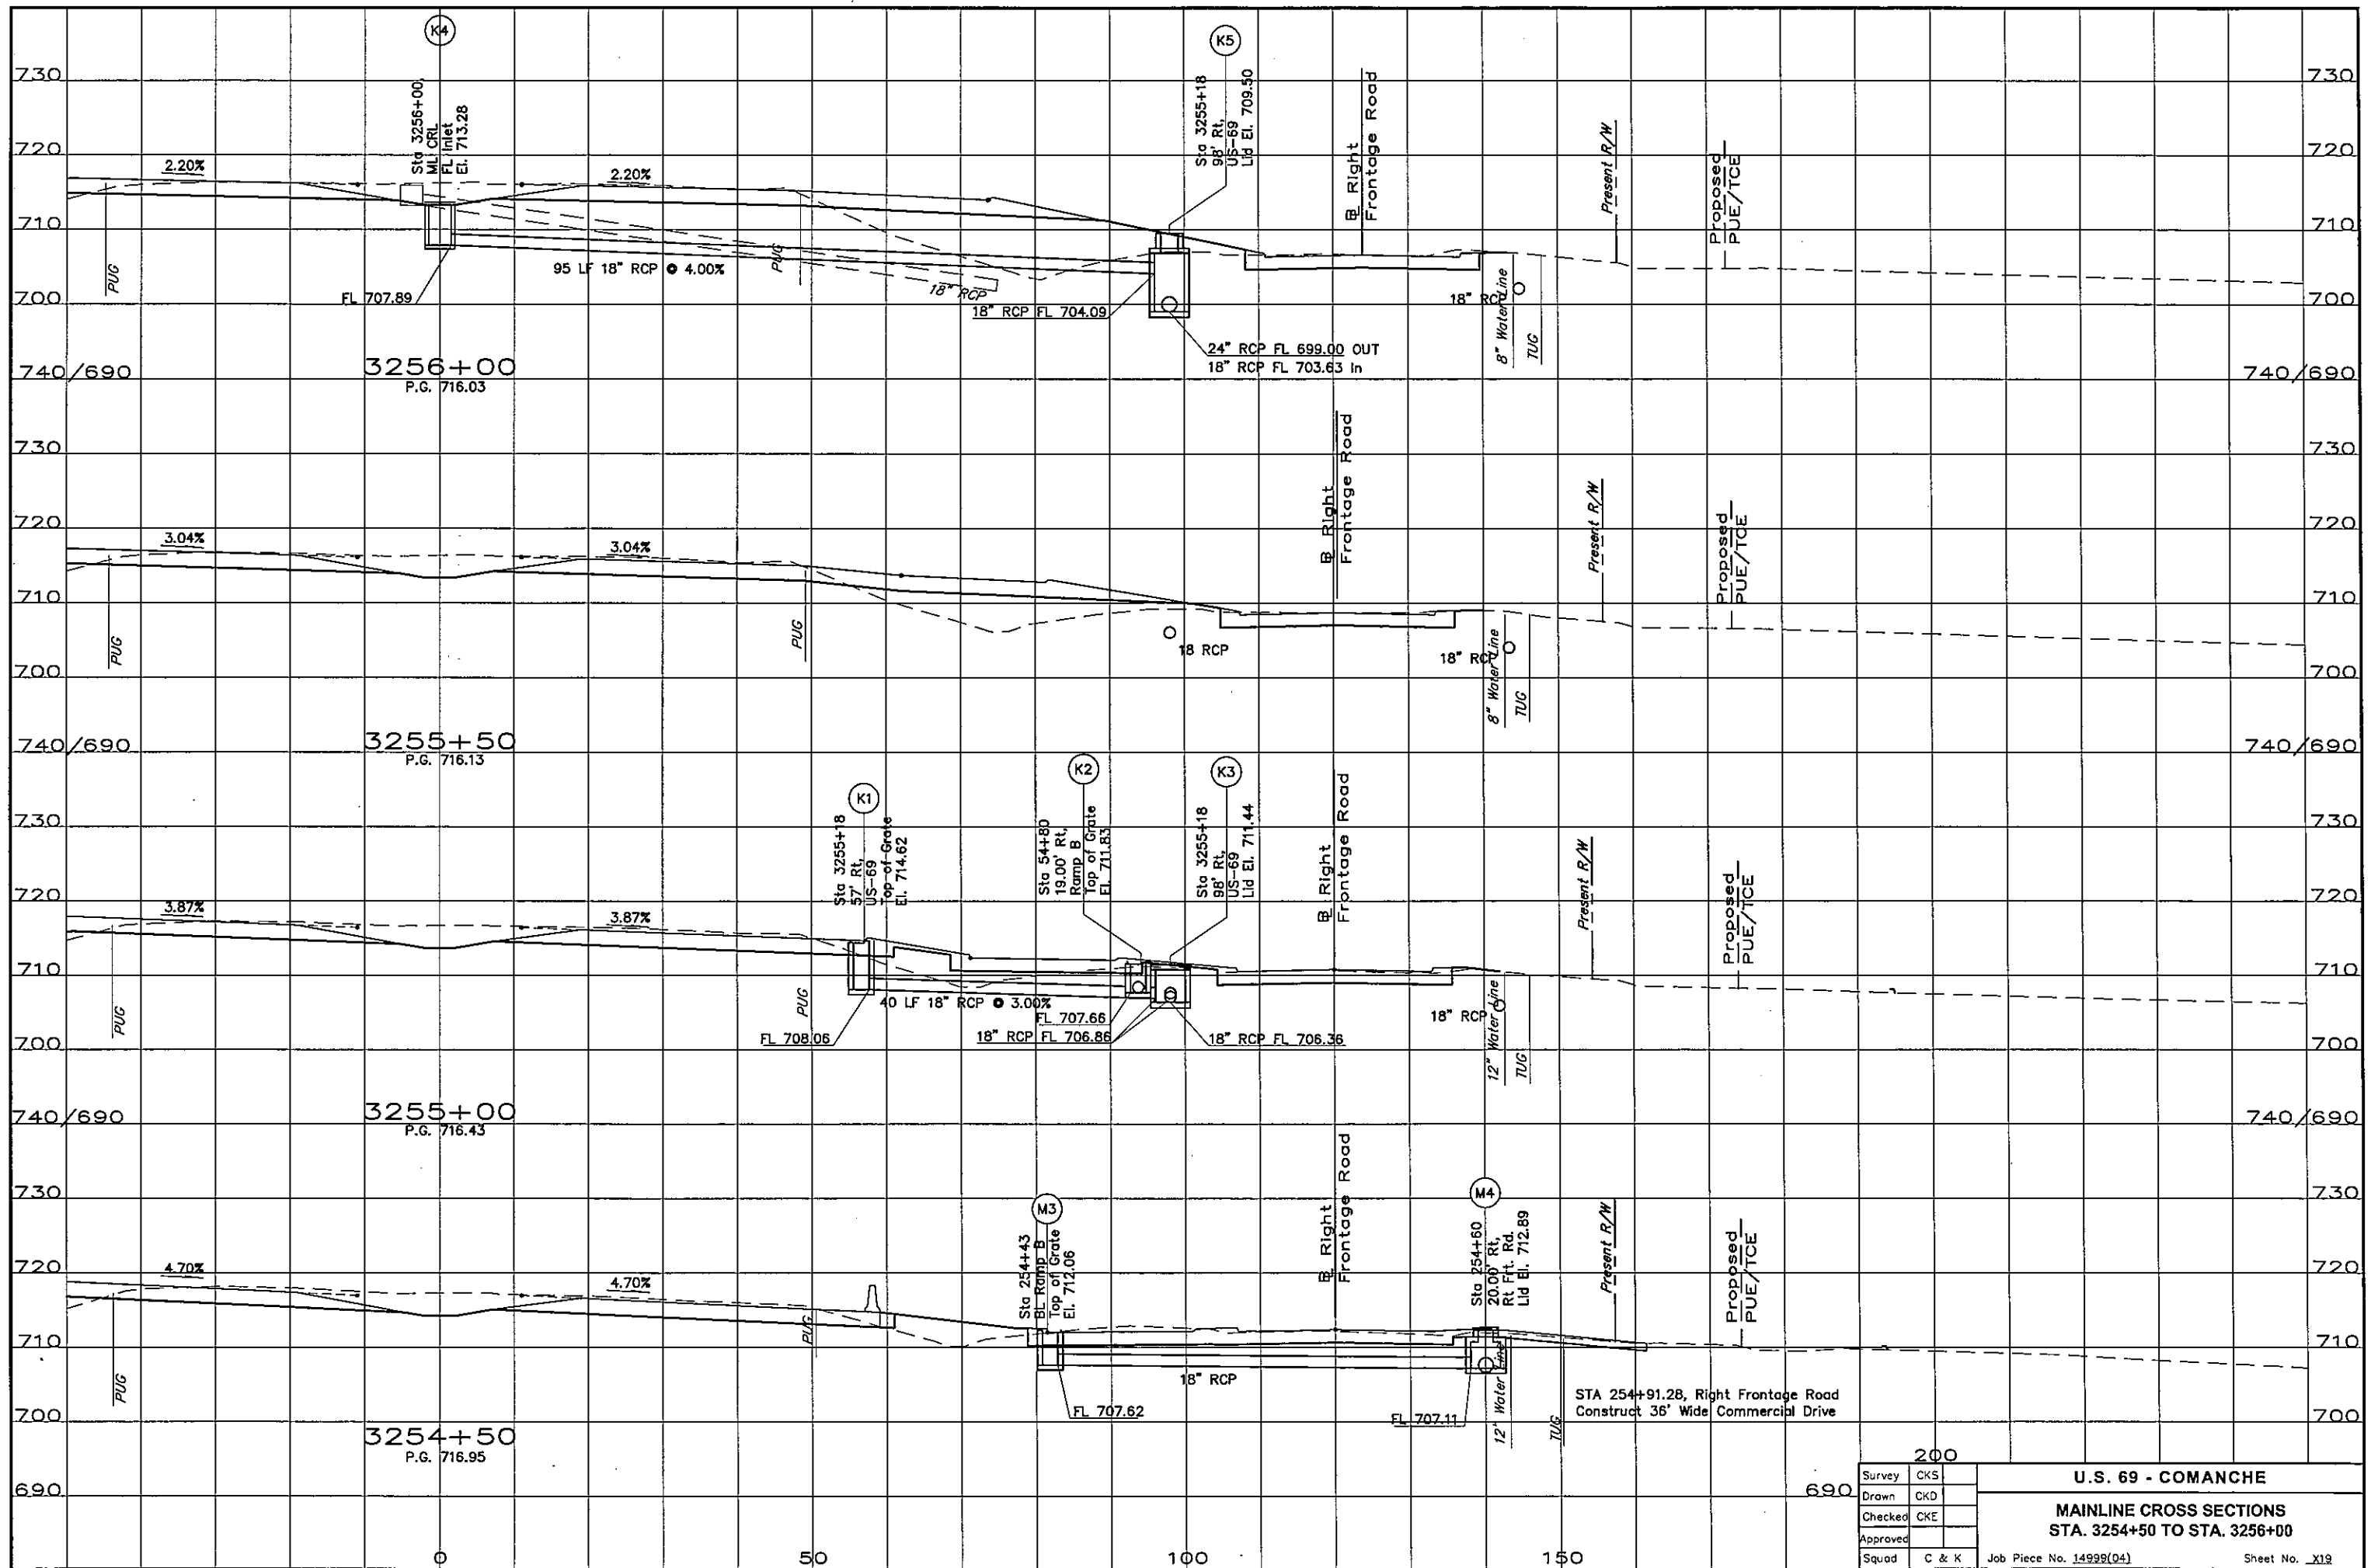 K4
K5
730
730
Sta 3256+00,
ML CRL
FL Inlet
El. 713.28
Sta 3255+18
98' Rt,
US-69
Lid El. 709.50
℄ Right
Frontage Road
Present R/W
Proposed
PUE/TCE
720
720
2.20%
2.20%
710
710
PUG
PUG
95 LF 18" RCP @ 4.00%
FL 707.89
18" RCP
18" RCP FL 704.09
18" RCP
8" Water Line
TUG
700
700
24" RCP FL 699.00 OUT
18" RCP FL 703.63 In
740/690
3256+00
P.G. 716.03
740/690
730
730
℄ Right
Frontage Road
Present R/W
Proposed
PUE/TCE
720
720
3.04%
3.04%
710
710
PUG
PUG
18 RCP
18" RCP
8" Water Line
TUG
700
700
740/690
3255+50
P.G. 716.13
740/690
K1
K2
K3
730
730
Sta 3255+18
57' Rt,
US-69
Top of Grate
El. 714.62
Sta 54+80
19.00' Rt,
Ramp B
Top of Grate
El. 711.83
Sta 3255+18
98' Rt,
US-69
Lid El. 711.44
℄ Right
Frontage Road
Present R/W
Proposed
PUE/TCE
720
720
3.87%
3.87%
710
710
PUG
PUG
40 LF 18" RCP @ 3.00%
FL 707.66
FL 708.06
18" RCP FL 706.86
18" RCP FL 706.36
18" RCP
12" Water Line
TUG
700
700
740/690
3255+00
P.G. 716.43
740/690
M3
M4
730
730
Sta 254+43
BL Ramp B
Top of Grate
El. 712.06
℄ Right
Frontage Road
Sta 254+60
20.00' Rt,
Rt Frt. Rd.
Lid El. 712.89
Present R/W
Proposed
PUE/TCE
720
720
4.70%
4.70%
710
710
PUG
PUG
18" RCP
FL 707.62
FL 707.11
12' Water Line
TUG
STA 254+91.28, Right Frontage Road
Construct 36' Wide Commercial Drive
700
700
3254+50
P.G. 716.95
690
690
200
0
50
100
150
Survey CKS
Drawn CKD
Checked CKE
Approved
Squad C & K
U.S. 69 - COMANCHE
MAINLINE CROSS SECTIONS
STA. 3254+50 TO STA. 3256+00
Job Piece No. 14999(04) Sheet No. X19